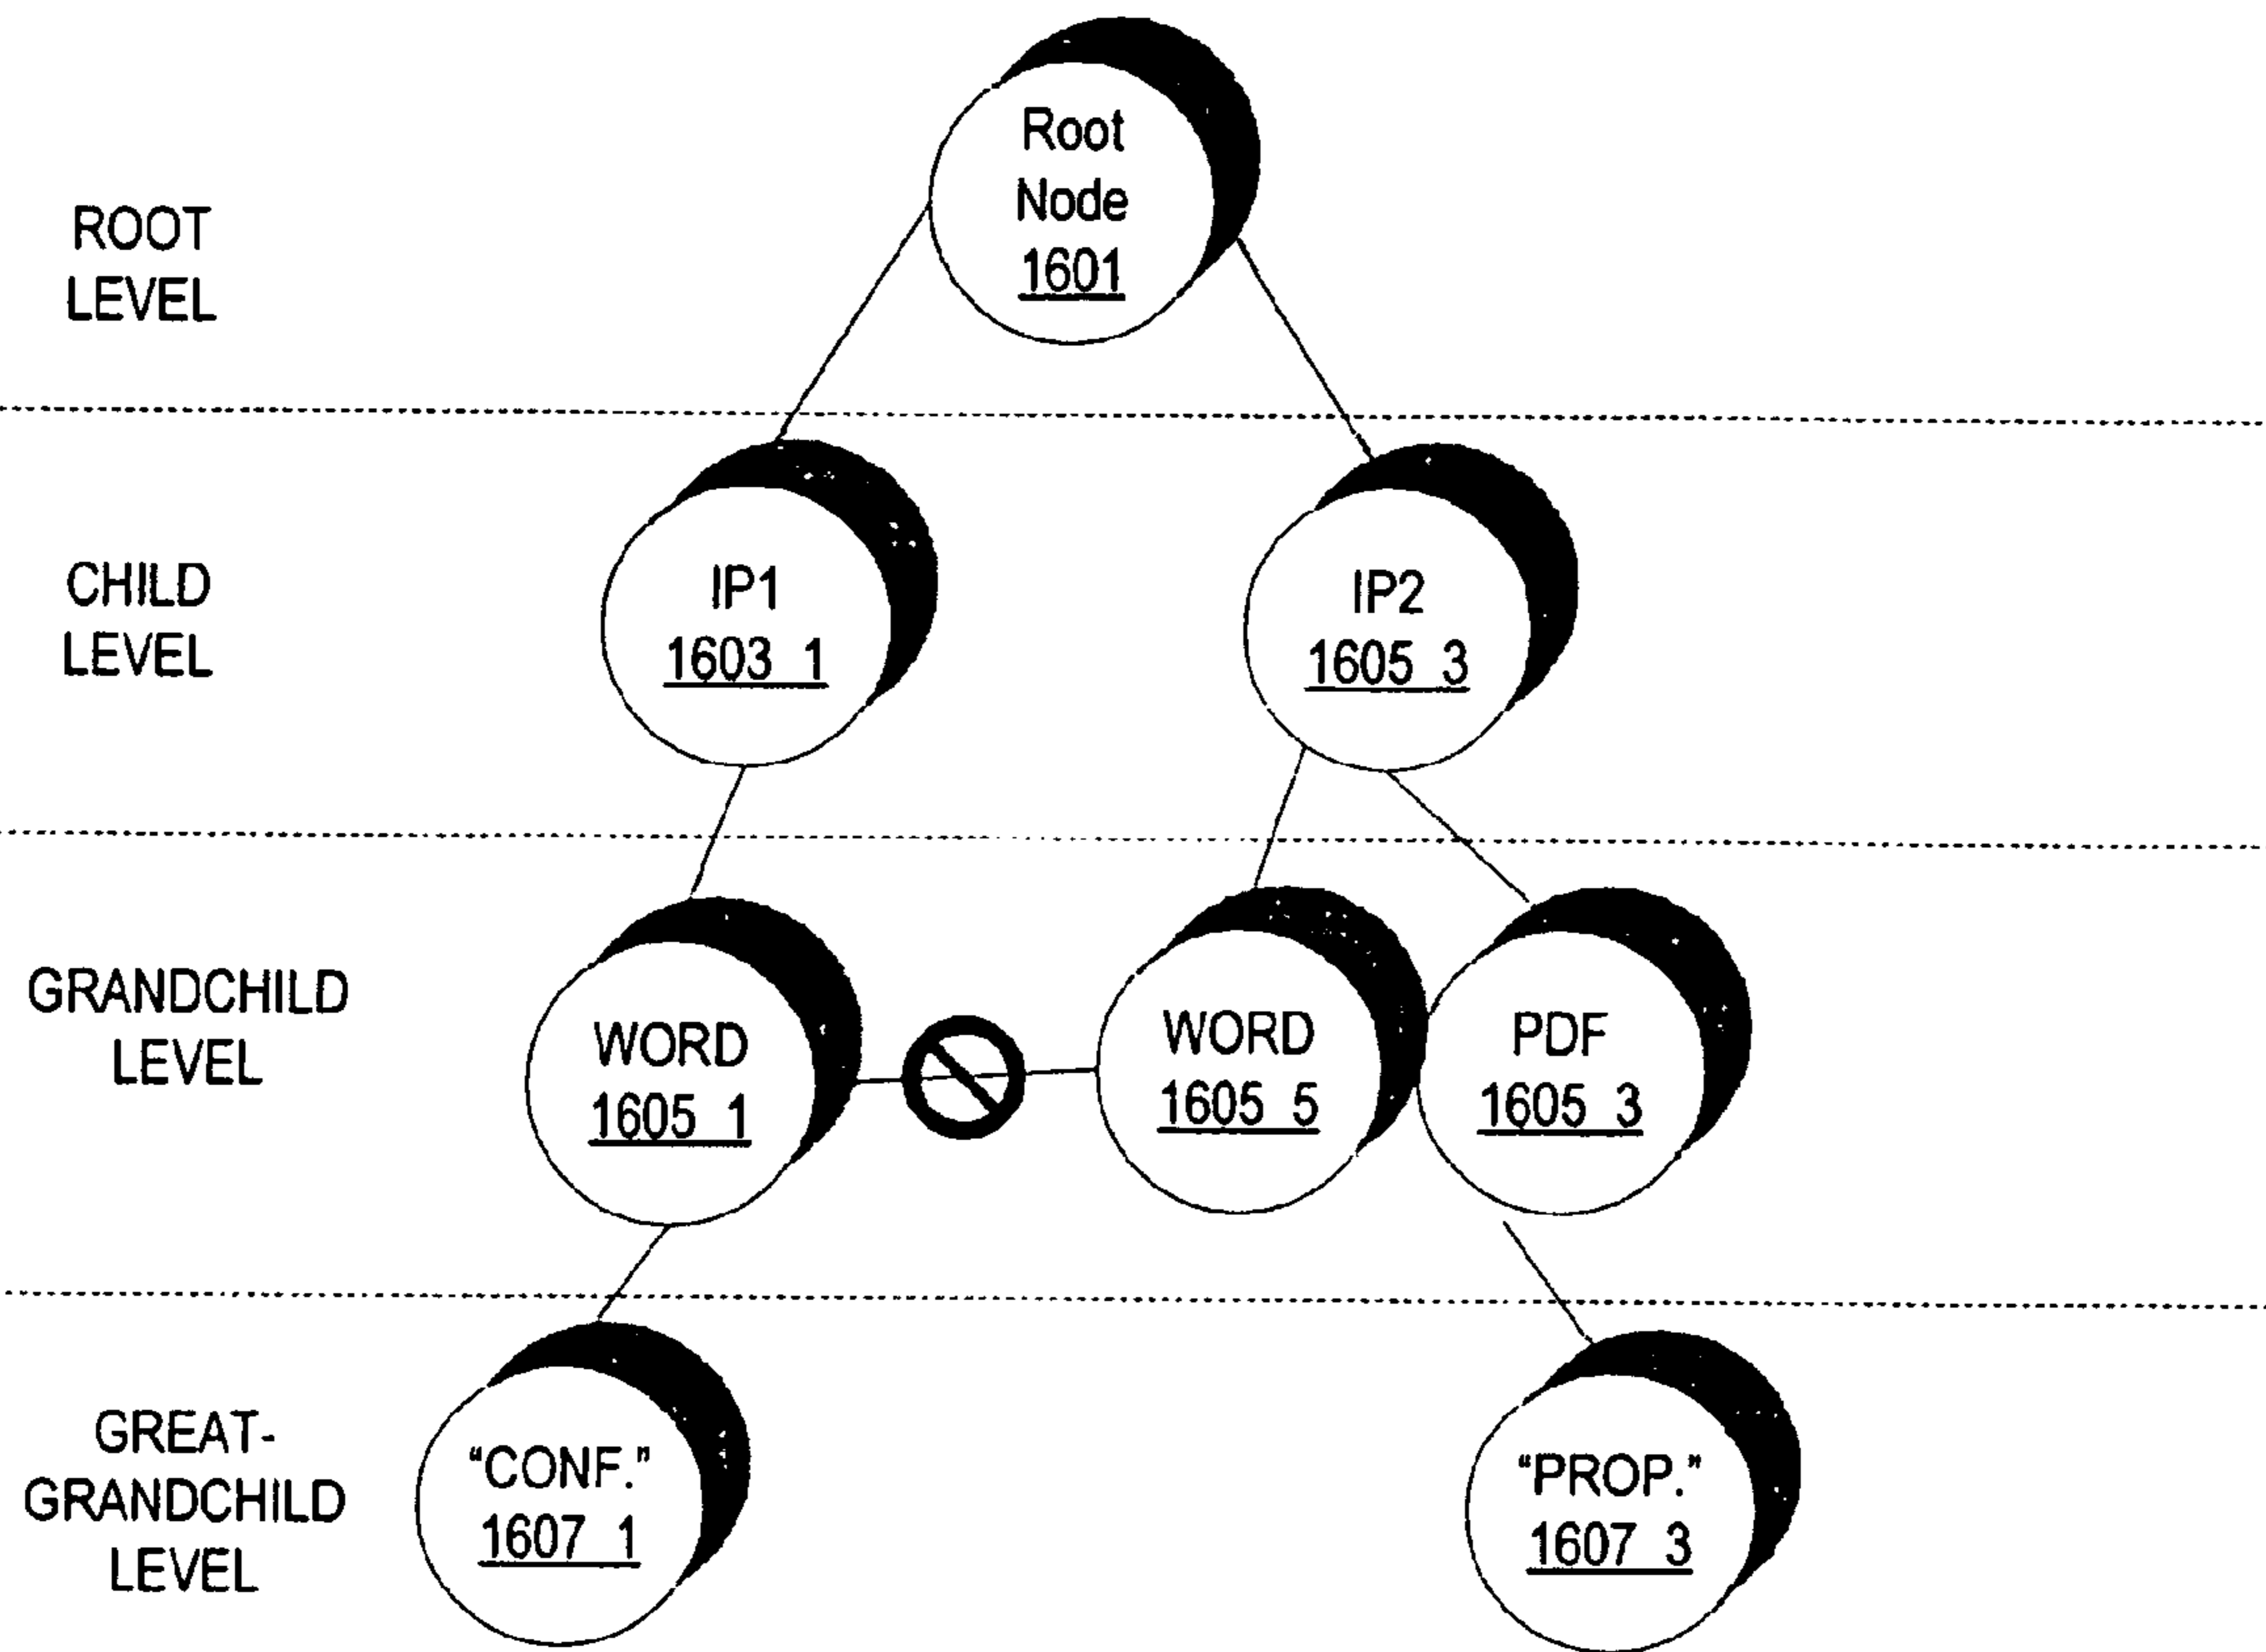 ROOT
LEVEL
Root
Node
1601
CHILD
LEVEL
IP1
1603_1
IP2
1605_3
GRANDCHILD
LEVEL
WORD
1605_1
WORD
1605_5
PDF
1605_3
GREAT-
GRANDCHILD
LEVEL
“CONF.”
1607_1
“PROP.”
1607_3